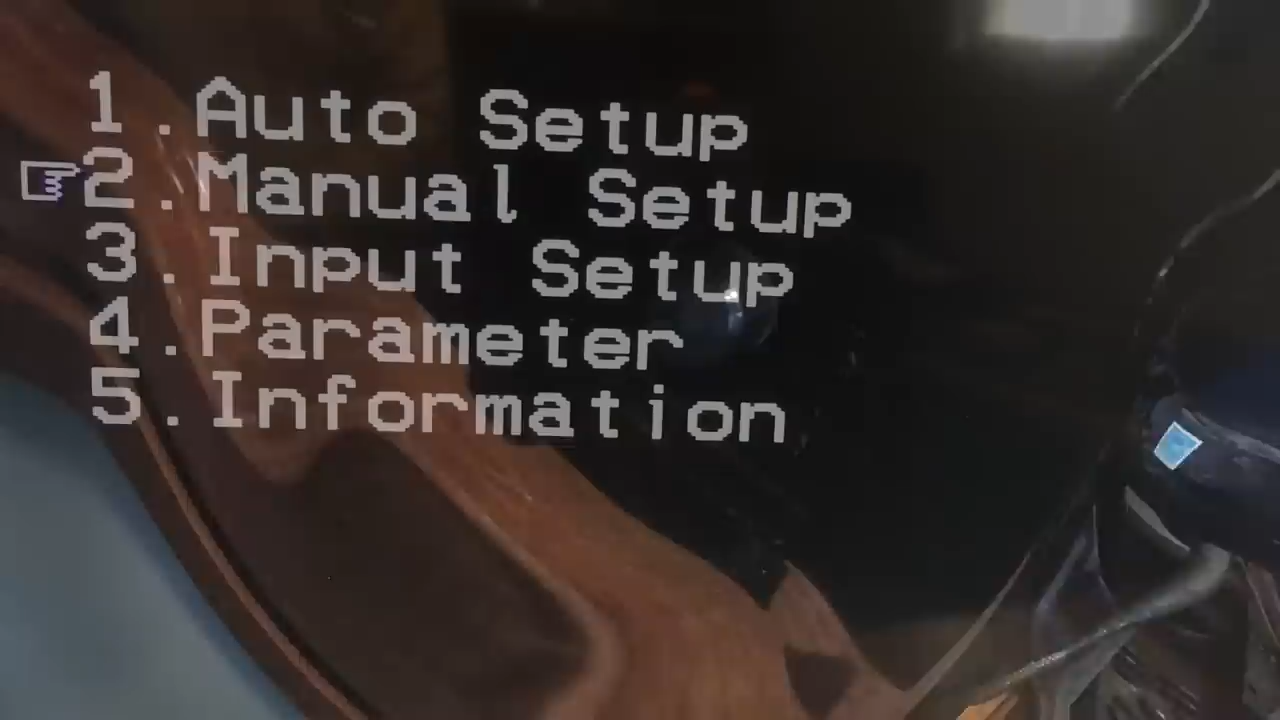 1.Auto Setup
☞2.Manual Setup
3.Input Setup
4.Parameter
5.Information